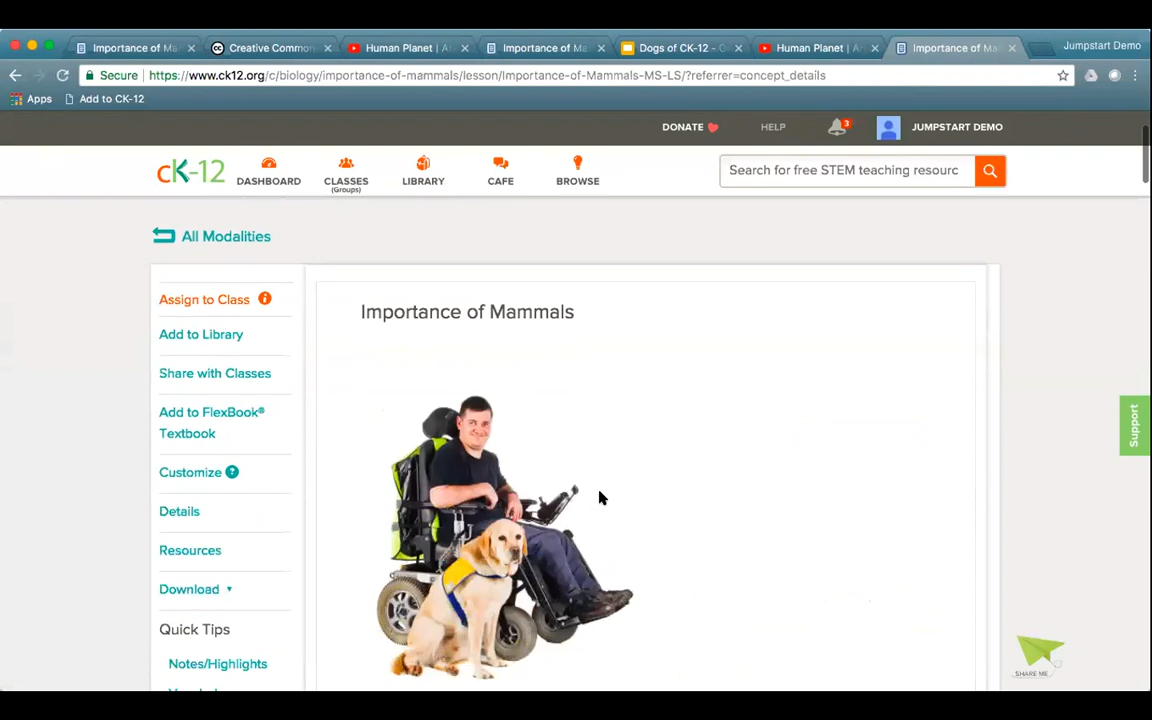 Importance of Ma
Creative Common
Human Planet | A
Importance of Ma
Dogs of CK-12 - G
Human Planet | A
Importance of Ma
Jumpstart Demo
Secure
https://www.ck12.org/c/biology/importance-of-mammals/lesson/Importance-of-Mammals-MS-LS/?referrer=concept_details
Apps
Add to CK-12
DONATE
HELP
3
JUMPSTART DEMO
cK-12
DASHBOARD
CLASSES
(Groups)
LIBRARY
CAFE
BROWSE
Search for free STEM teaching resourc
All Modalities
Assign to Class
Add to Library
Share with Classes
Add to FlexBook®
Textbook
Customize
Details
Resources
Download
Quick Tips
Notes/Highlights
Importance of Mammals
Support
SHARE ME